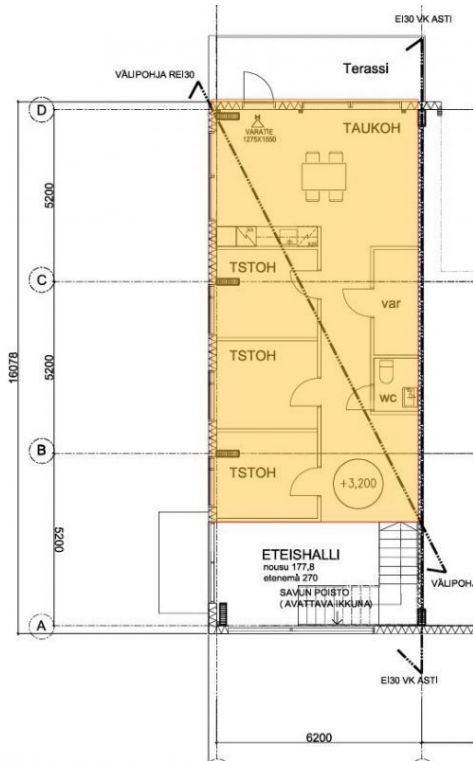 EI30 VK ASTI
VÄLIPOHJA REI30
Terassi
D
VARATIE
1275X1550
TAUKOH
5200
TSTOH
C
var
16078
5200
TSTOH
WC
B
TSTOH
+3,200
5200
ETEISHALLI
nousu 177,8
etenemä 270
VÄLIPOHJ
SAVUN POISTO
(AVATTAVA IKKUNA)
A
EI30 VK ASTI
6200